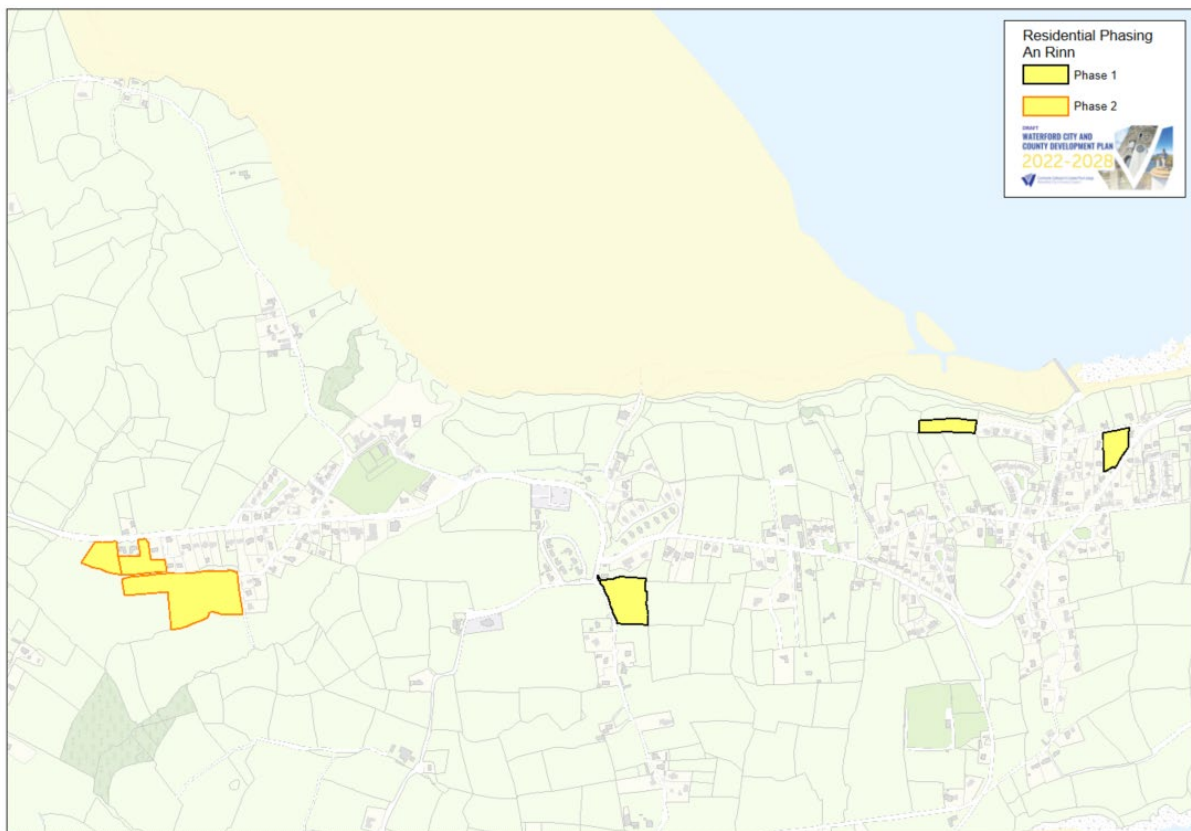 Residential Phasing
An Rinn
Phase 1
Phase 2
DRAFT
WATERFORD CITY AND
COUNTY DEVELOPMENT PLAN
2022-2028